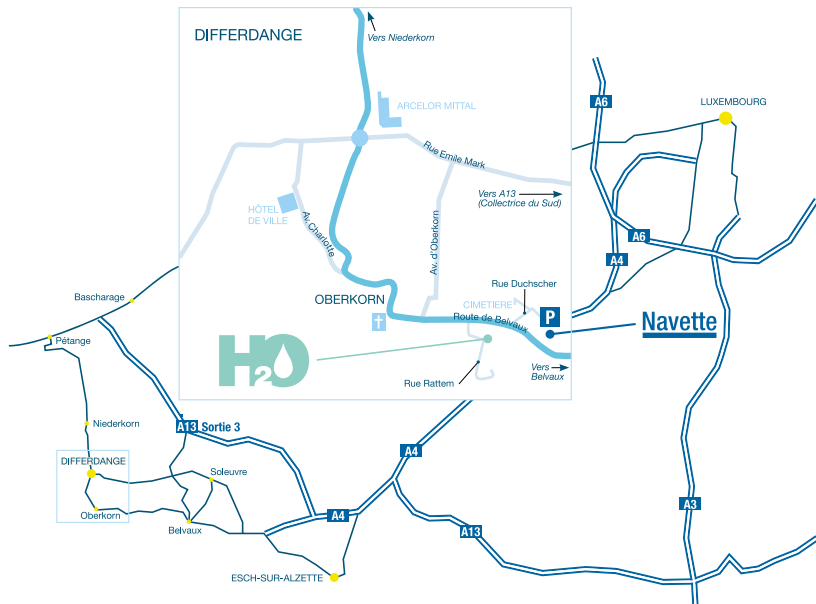 DIFFERDANGE
Vers Niederkorn
ARCELOR MITTAL
Rue Emile Mark
Vers A13
(Collectrice du Sud)
HÔTEL
DE VILLE
Av. Charlotte
Av. d'Oberkorn
OBERKORN
CIMETIERE
Rue Duchscher
Route de Belvaux
P
Navette
H2O
Rue Rattem
Vers
Belvaux
A6
LUXEMBOURG
A6
A4
Bascharage
Pétange
Niederkorn
A13 Sortie 3
DIFFERDANGE
Soleuvre
Oberkorn
Belvaux
A4
A4
A13
A3
ESCH-SUR-ALZETTE